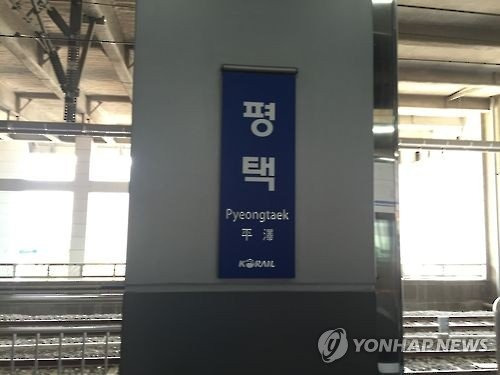 평
택
Pyeongtaek
平澤
KORAIL
YONHAP NEWS